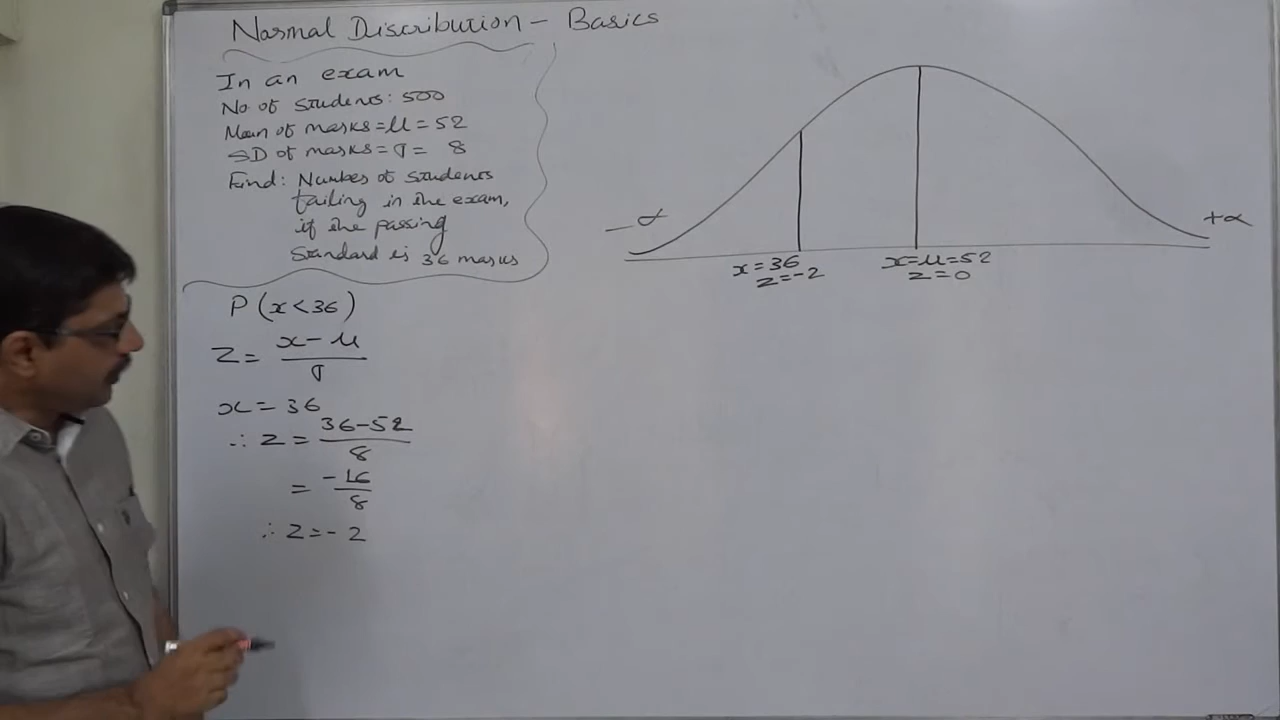 Normal Distribution - Basics
In an exam
No of students: 500
Mean of marks = μ = 52
SD of marks = σ = 8
Find: Number of students
failing in the exam,
if the passing
standard is 36 marks
P (x < 36)
Z = x - μ / σ
x = 36
∴ Z = 36 - 52 / 8
= -16 / 8
∴ Z = - 2
- ∝
+ ∝
x = 36
Z = -2
x = μ = 52
Z = 0